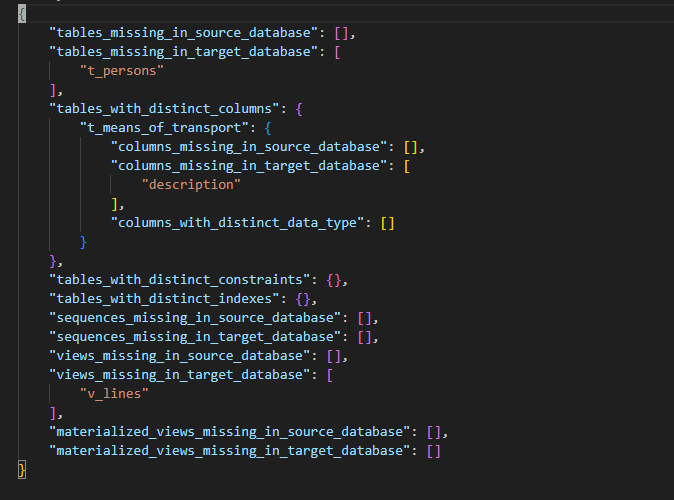 {
    "tables_missing_in_source_database": [],
    "tables_missing_in_target_database": [
        "t_persons"
    ],
    "tables_with_distinct_columns": {
        "t_means_of_transport": {
            "columns_missing_in_source_database": [],
            "columns_missing_in_target_database": [
                "description"
            ],
            "columns_with_distinct_data_type": []
        }
    },
    "tables_with_distinct_constraints": {},
    "tables_with_distinct_indexes": {},
    "sequences_missing_in_source_database": [],
    "sequences_missing_in_target_database": [],
    "views_missing_in_source_database": [],
    "views_missing_in_target_database": [
        "v_lines"
    ],
    "materialized_views_missing_in_source_database": [],
    "materialized_views_missing_in_target_database": []
}